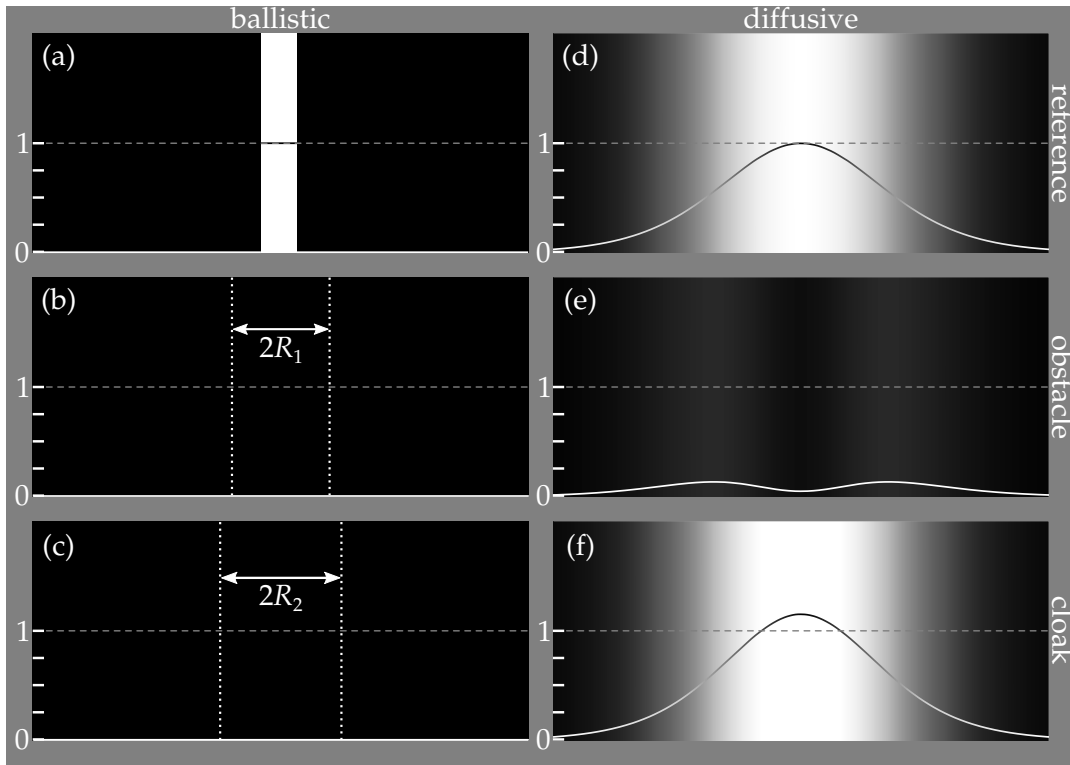 ballistic
diffusive
(a)
1
0
(d)
1
0
reference
(b)
2R1
1
0
(e)
1
0
obstacle
(c)
2R2
1
0
(f)
1
0
cloak